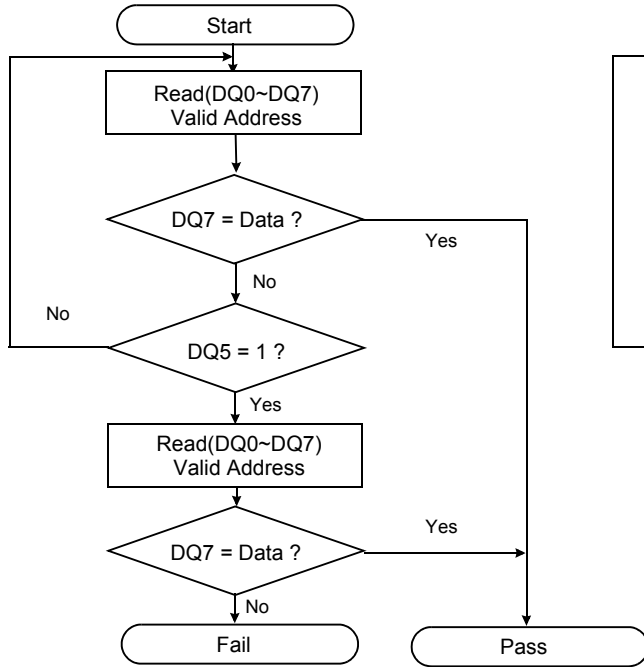 Start
Read(DQ0~DQ7)
Valid Address
DQ7 = Data ?
Yes
No
No
DQ5 = 1 ?
Yes
Read(DQ0~DQ7)
Valid Address
DQ7 = Data ?
Yes
No
Fail
Pass